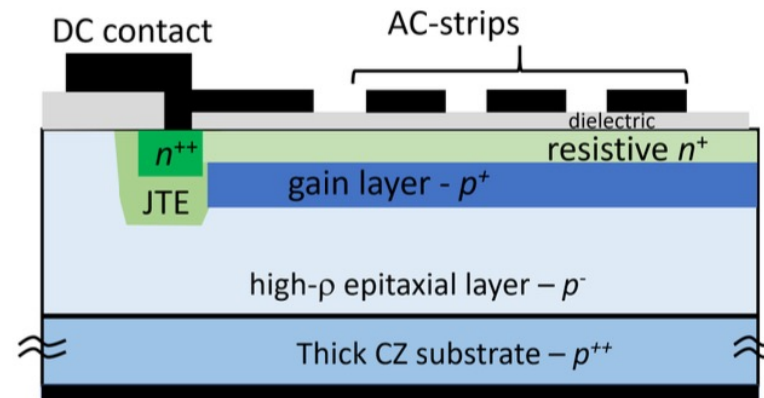 DC contact
AC-strips
dielectric
n⁺⁺
resistive n⁺
gain layer - p⁺
JTE
high-ρ epitaxial layer – p⁻
Thick CZ substrate – p⁺⁺